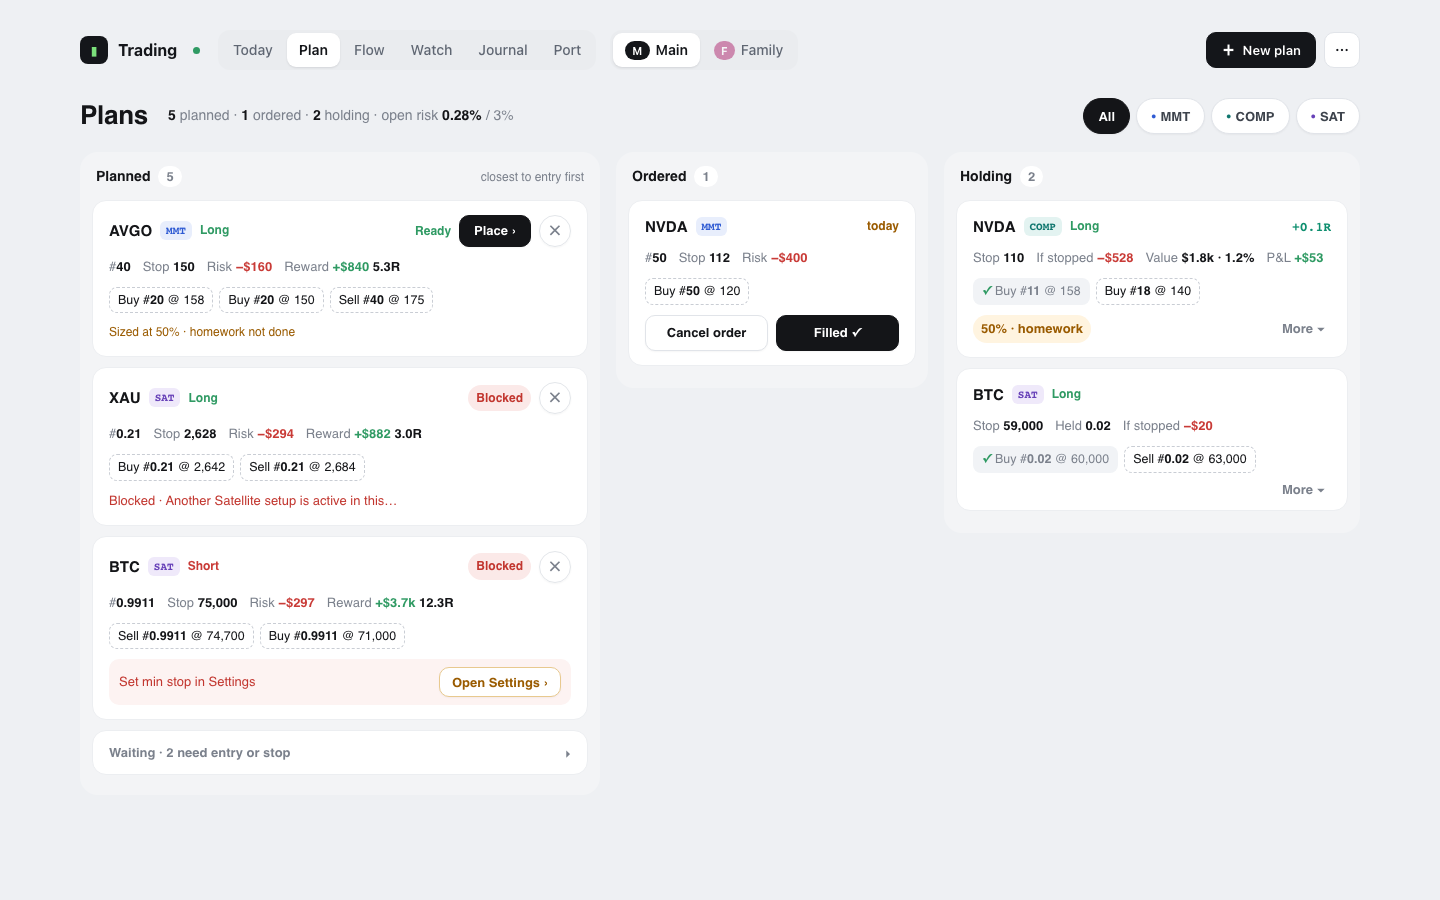 Trading Today Plan Flow Watch Journal Port M Main F Family + New plan ...
Plans 5 planned · 1 ordered · 2 holding · open risk 0.28% / 3% All • MMT • COMP • SAT
Planned 5 closest to entry first
AVGO MMT Long Ready Place ›
#40 Stop 150 Risk –$160 Reward +$840 5.3R
Buy #20 @ 158 Buy #20 @ 150 Sell #40 @ 175
Sized at 50% · homework not done
XAU SAT Long Blocked
#0.21 Stop 2,628 Risk –$294 Reward +$882 3.0R
Buy #0.21 @ 2,642 Sell #0.21 @ 2,684
Blocked · Another Satellite setup is active in this…
BTC SAT Short Blocked
#0.9911 Stop 75,000 Risk –$297 Reward +$3.7k 12.3R
Sell #0.9911 @ 74,700 Buy #0.9911 @ 71,000
Set min stop in Settings Open Settings ›
Waiting · 2 need entry or stop
Ordered 1
NVDA MMT today
#50 Stop 112 Risk –$400
Buy #50 @ 120
Cancel order Filled ✓
Holding 2
NVDA COMP Long +0.1R
Stop 110 If stopped –$528 Value $1.8k · 1.2% P&L +$53
✓ Buy #11 @ 158 Buy #18 @ 140
50% · homework More
BTC SAT Long
Stop 59,000 Held 0.02 If stopped –$20
✓ Buy #0.02 @ 60,000 Sell #0.02 @ 63,000
More